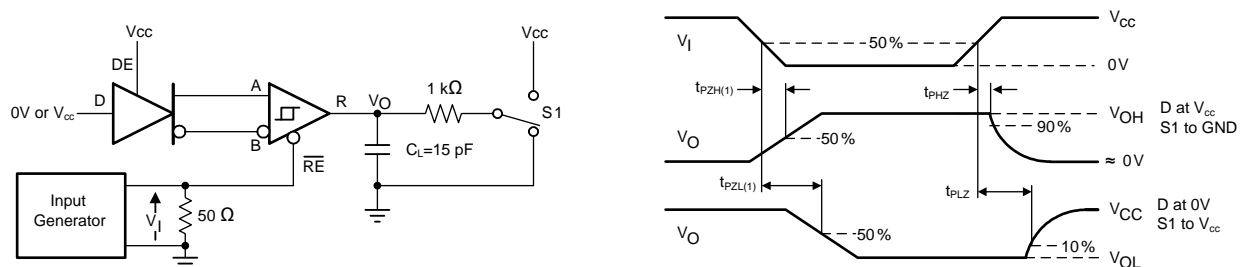 Vcc
Vcc
DE
D
0V or Vcc
A
B
R
VO
1 kΩ
S1
CL=15 pF
RE
Input
Generator
VI
50 Ω
VI
50%
VCC
0V
tPZH(1)
tPHZ
VO
50%
VOH
90%
≈ 0V
D at Vcc
S1 to GND
tPZL(1)
tPLZ
VO
50%
VCC
10%
VOL
D at 0V
S1 to Vcc